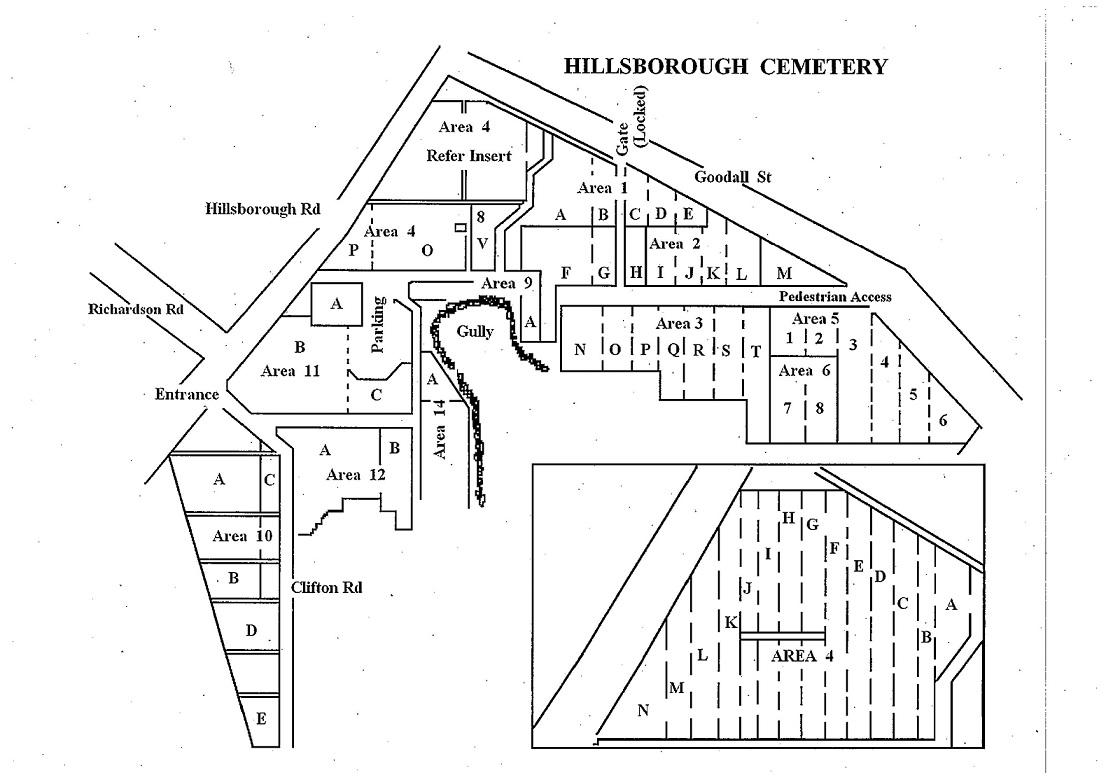 HILLSBOROUGH CEMETERY
Gate
(Locked)
Area 4
Refer Insert
Goodall St
Area 1
Hillsborough Rd
A B C D E
8
Area 4
P O V
Area 2
F G H I J K L M
Area 9
Pedestrian Access
Richardson Rd
A
Parking
Gully
A
Area 3
Area 5
N O P Q R S T
1 2 3
B
Area 11
A
C
Area 6
4
Entrance
5
7 8
6
Area 14
A B
Area 12
A C
Area 10
B
Clifton Rd
D
E
H
G
F
I
E
D
J
C
A
K
B
AREA 4
L
M
N